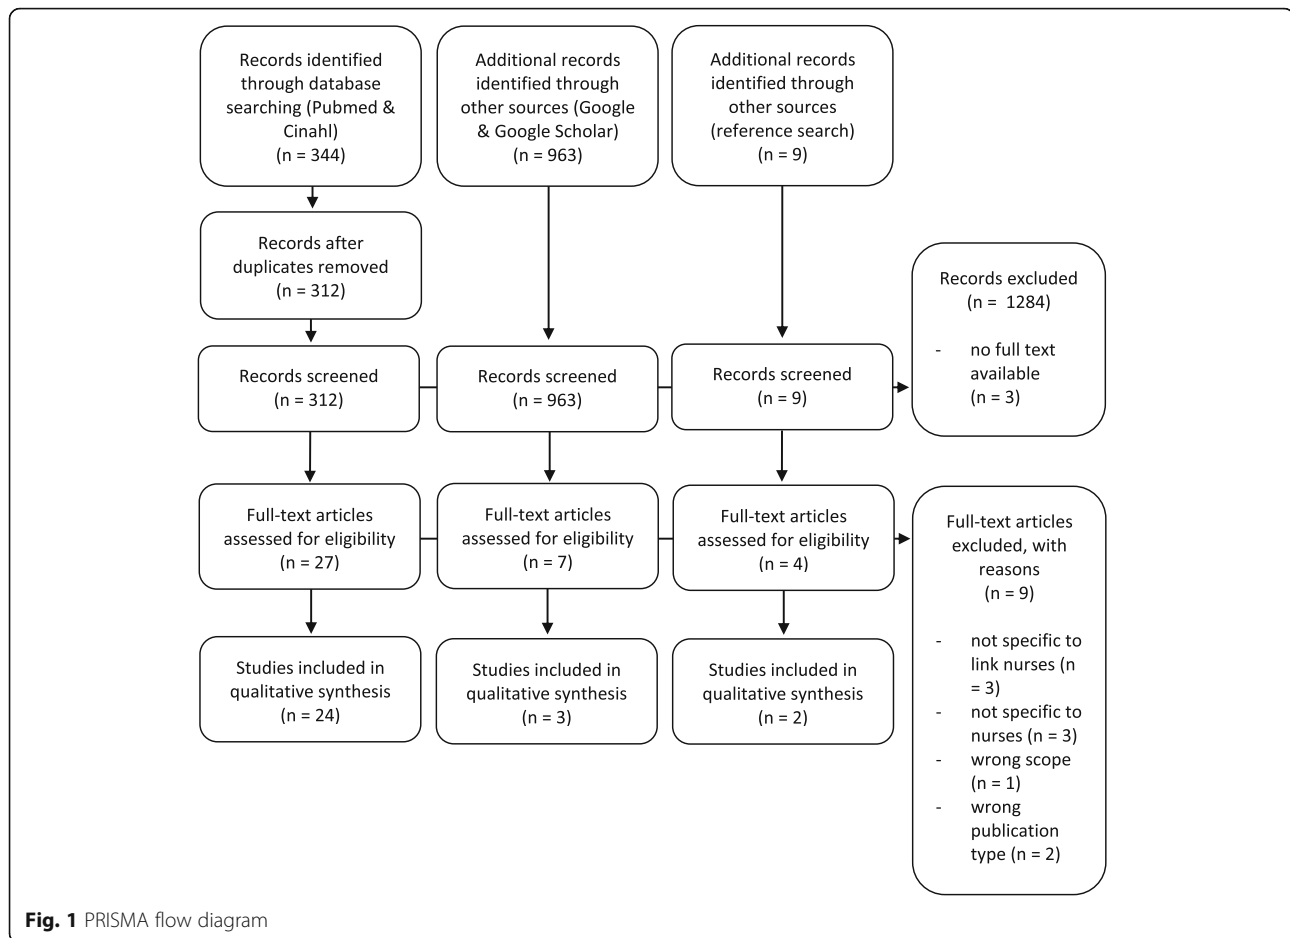 Records identified
through database
searching (Pubmed &
Cinahl)
(n = 344)
Additional records
identified through
other sources (Google
& Google Scholar)
(n = 963)
Additional records
identified through
other sources
(reference search)
(n = 9)
Records after
duplicates removed
(n = 312)
Records excluded
(n =  1284)
- no full text
available
(n = 3)
Records screened
(n = 312)
Records screened
(n = 963)
Records screened
(n = 9)
Full-text articles
assessed for eligibility
(n = 27)
Full-text articles
assessed for eligibility
(n = 7)
Full-text articles
assessed for eligibility
(n = 4)
Full-text articles
excluded, with
reasons
(n = 9)
- not specific to
link nurses (n
= 3)
- not specific to
nurses (n = 3)
- wrong scope
(n = 1)
- wrong
publication
type (n = 2)
Studies included in
qualitative synthesis
(n = 24)
Studies included in
qualitative synthesis
(n = 3)
Studies included in
qualitative synthesis
(n = 2)
Fig. 1 PRISMA flow diagram